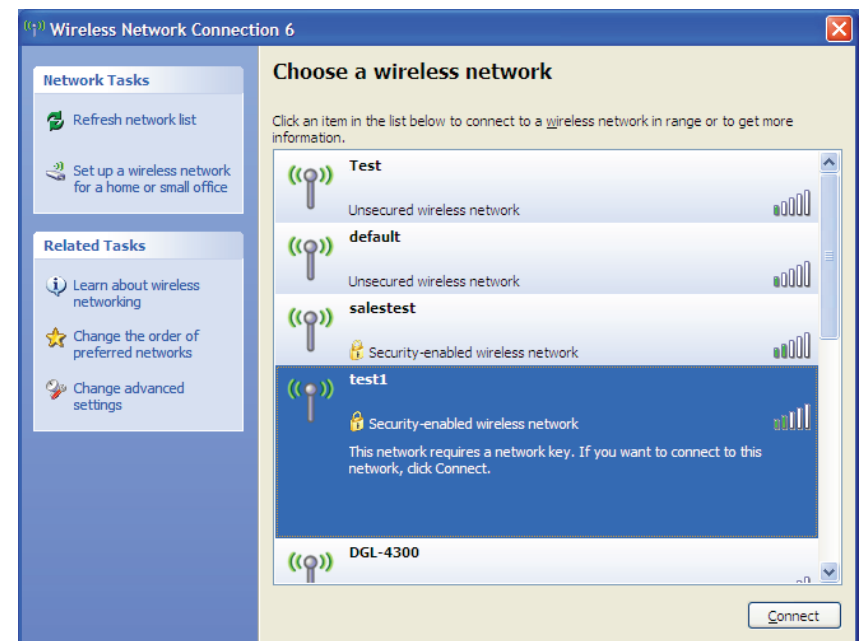 Wireless Network Connection 6
Network Tasks
Refresh network list
Set up a wireless network
for a home or small office
Related Tasks
Learn about wireless
networking
Change the order of
preferred networks
Change advanced
settings
Choose a wireless network
Click an item in the list below to connect to a wireless network in range or to get more
information.
Test
Unsecured wireless network
default
Unsecured wireless network
salestest
Security-enabled wireless network
test1
Security-enabled wireless network
This network requires a network key. If you want to connect to this
network, click Connect.
DGL-4300
Connect